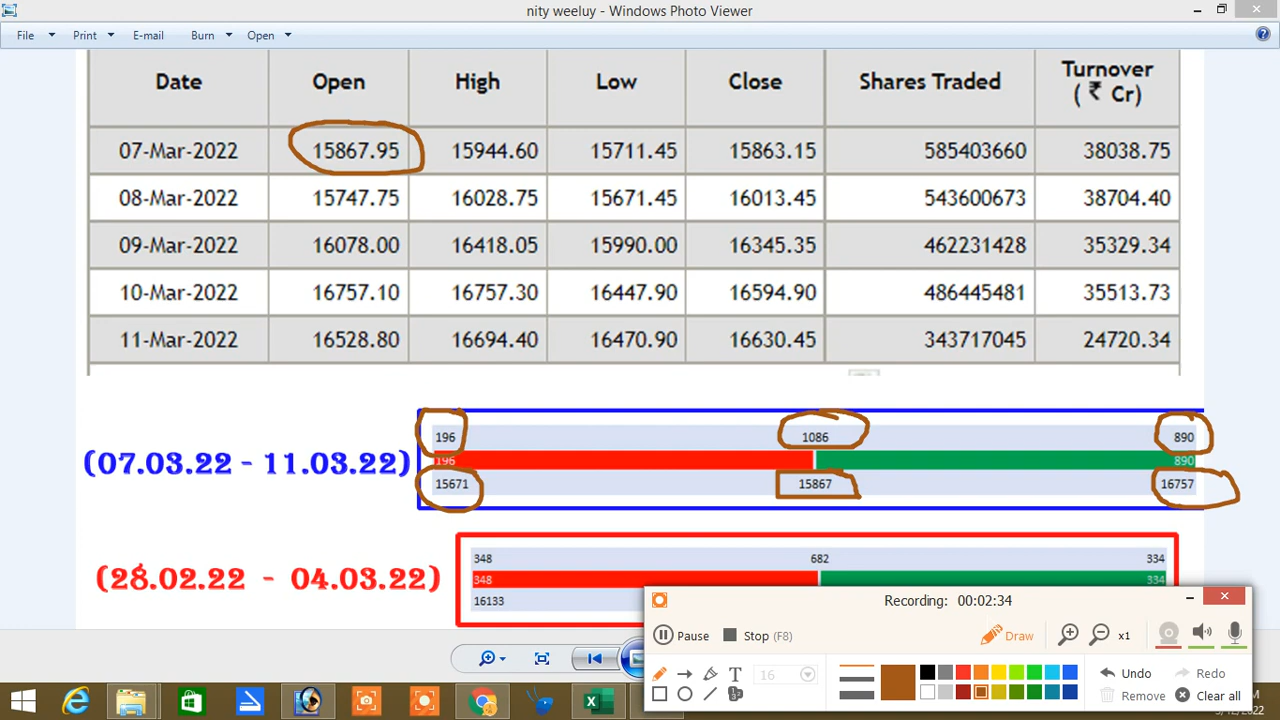 nity weeluy - Windows Photo Viewer
File Print E-mail Burn Open
Date Open High Low Close Shares Traded Turnover
( ₹ Cr)
07-Mar-2022 15867.95 15944.60 15711.45 15863.15 585403660 38038.75
08-Mar-2022 15747.75 16028.75 15671.45 16013.45 543600673 38704.40
09-Mar-2022 16078.00 16418.05 15990.00 16345.35 462231428 35329.34
10-Mar-2022 16757.10 16757.30 16447.90 16594.90 486445481 35513.73
11-Mar-2022 16528.80 16694.40 16470.90 16630.45 343717045 24720.34
196 1086 890
(07.03.22 - 11.03.22) 196 890
15671 15867 16757
348 682 334
(28.02.22 - 04.03.22) 348 334
16133
Recording: 00:02:34
Pause Stop (F8) Draw x1
T 16 Undo Redo
Remove Clear all